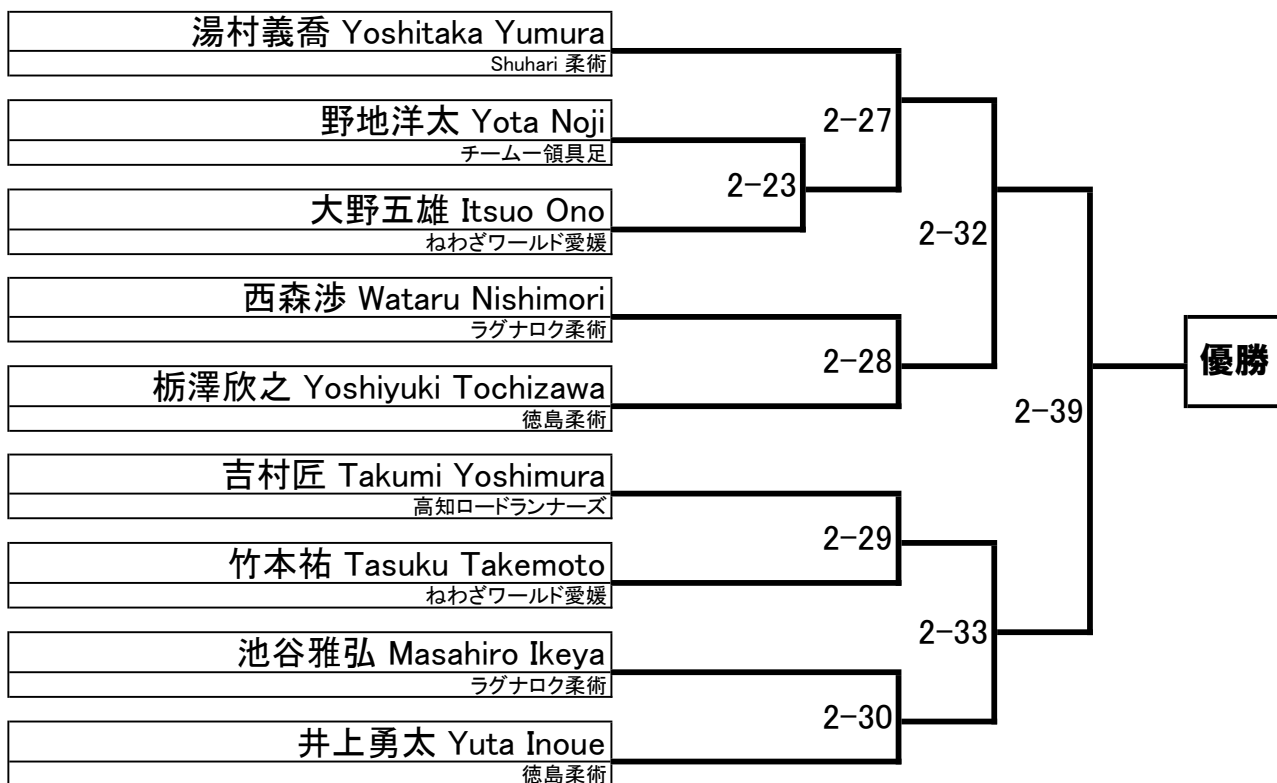 湯村義喬 Yoshitaka Yumura
Shuhari 柔術
2-27
野地洋太 Yota Noji
チーム一領具足
2-23
大野五雄 Itsuo Ono
ねわざワールド愛媛
2-32
西森渉 Wataru Nishimori
ラグナロク柔術
2-28
優勝
栃澤欣之 Yoshiyuki Tochizawa
徳島柔術
2-39
吉村匠 Takumi Yoshimura
高知ロードランナーズ
2-29
竹本祐 Tasuku Takemoto
ねわざワールド愛媛
2-33
池谷雅弘 Masahiro Ikeya
ラグナロク柔術
2-30
井上勇太 Yuta Inoue
徳島柔術